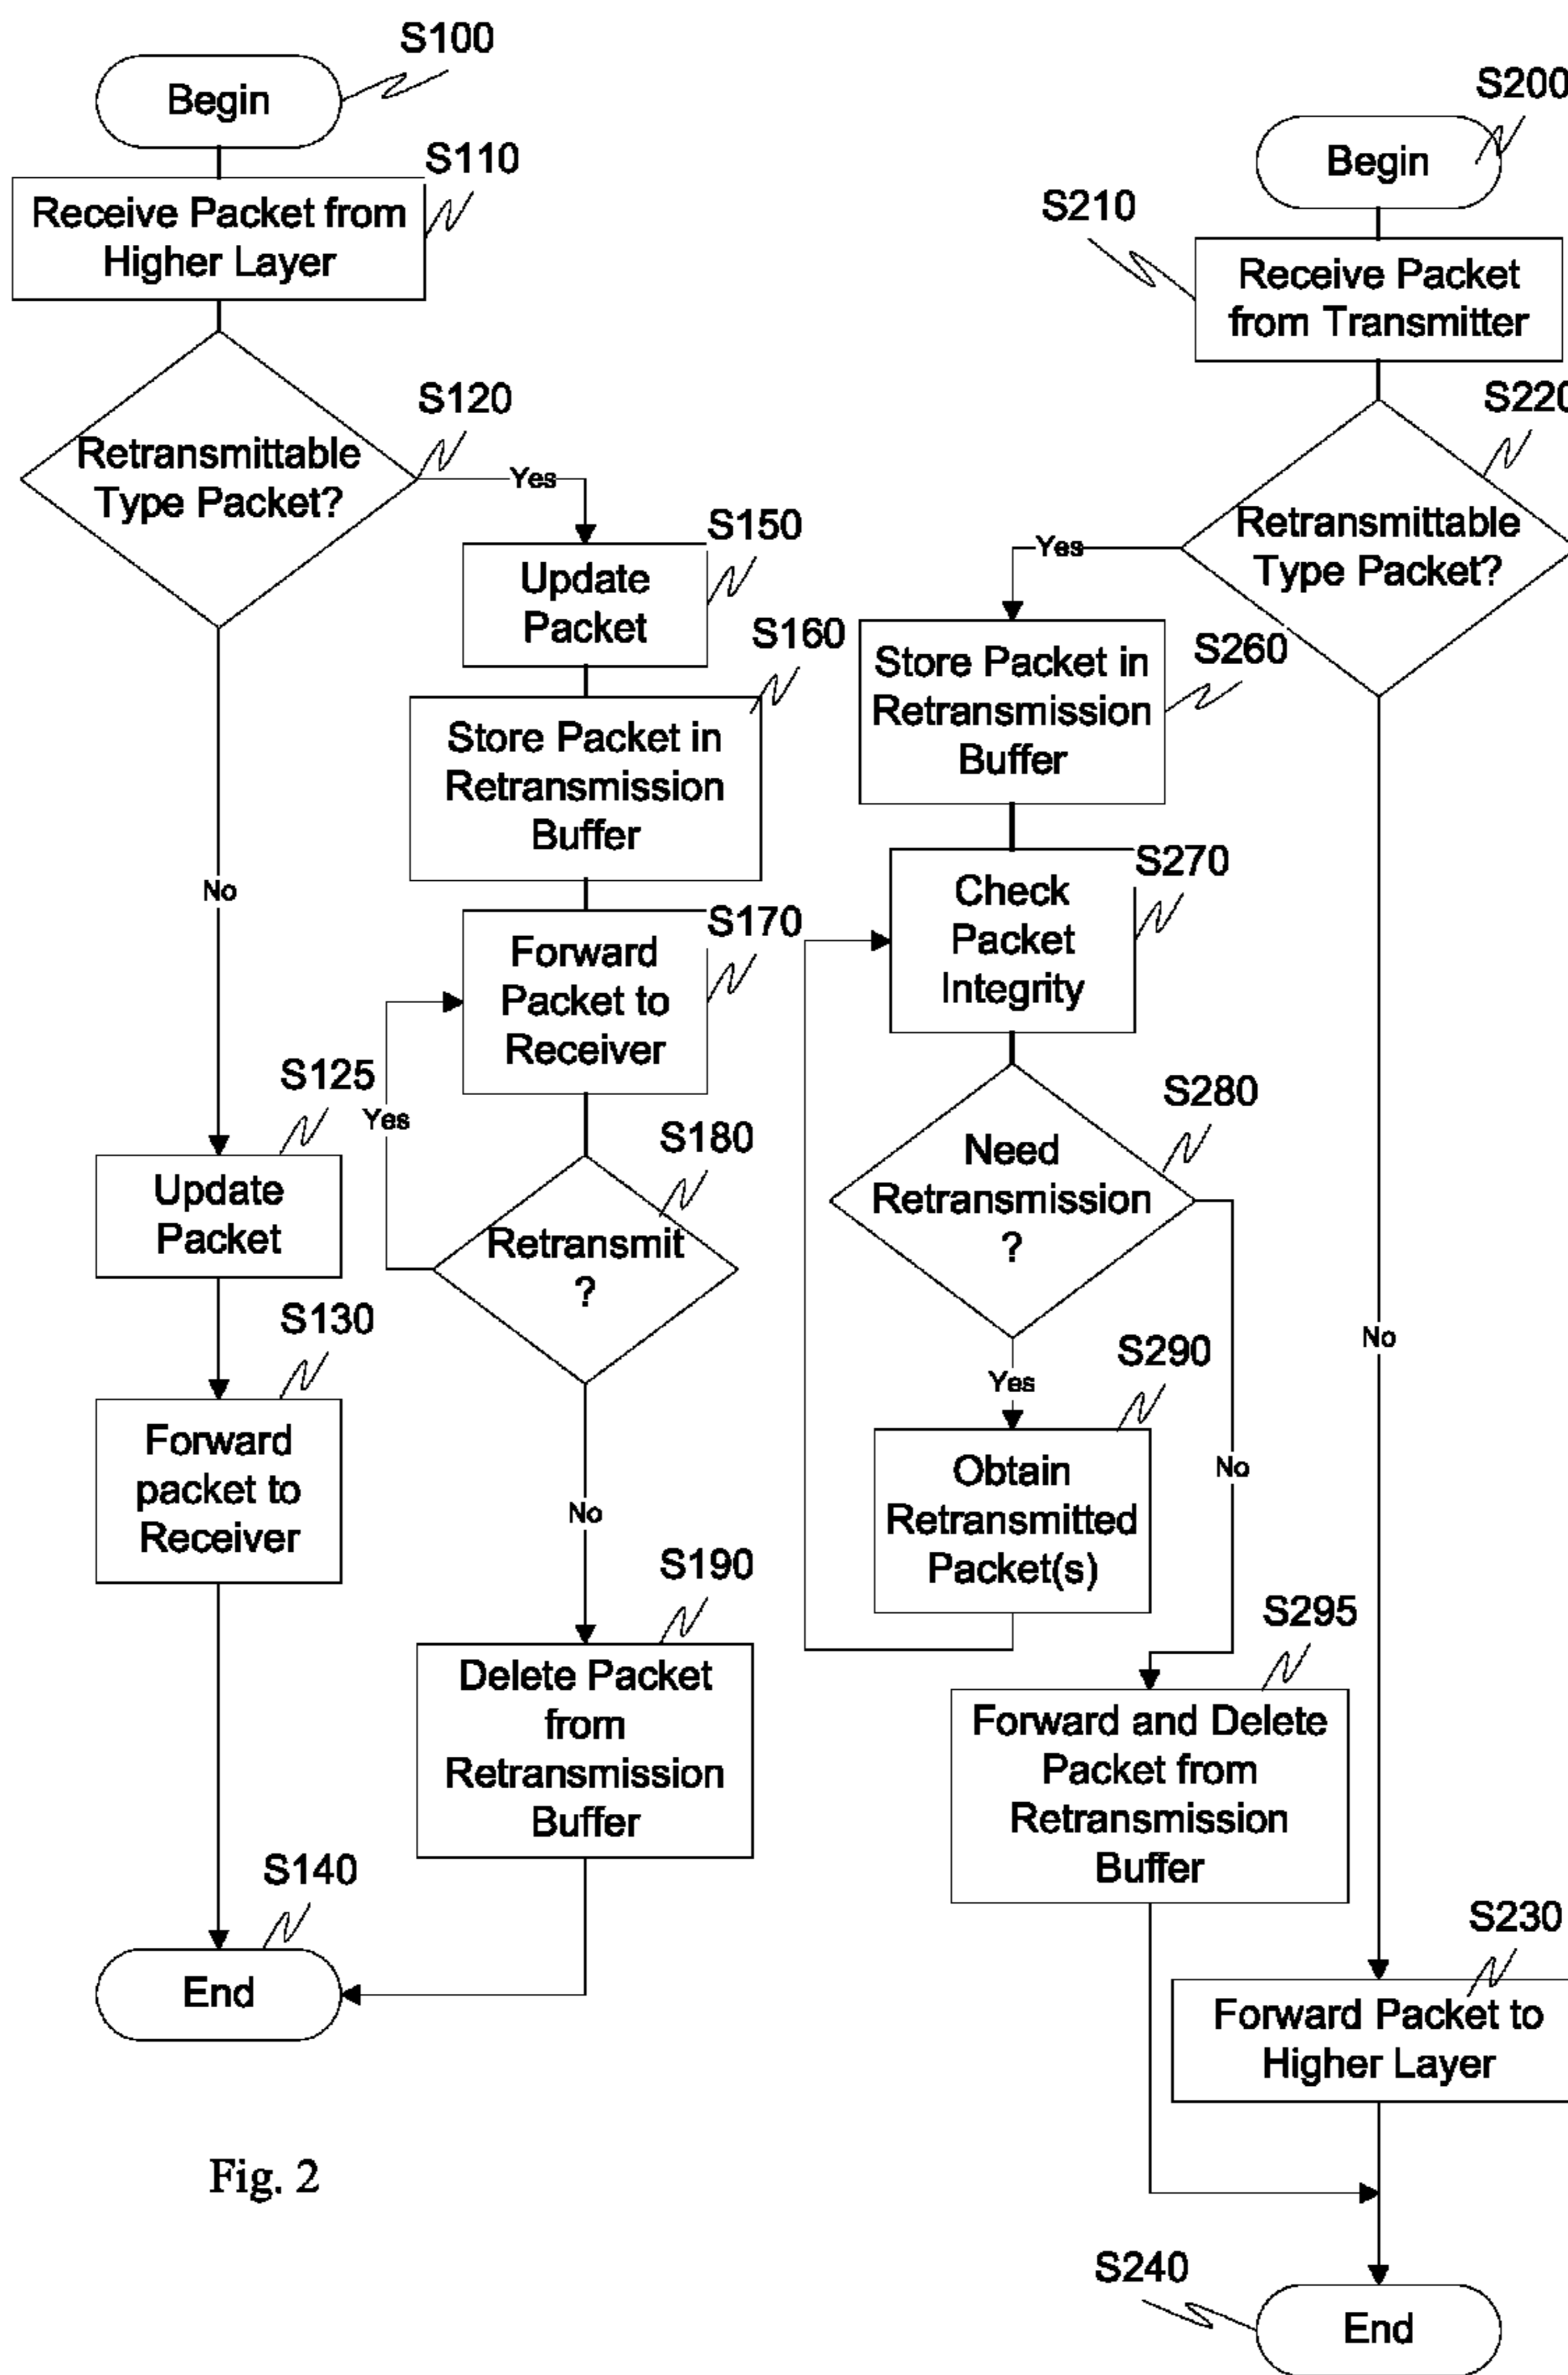 S100
Begin
S110
Receive Packet from
Higher Layer
S120
Retransmittable
Type Packet?
Yes
No
S125
Update
Packet
S130
Forward
packet to
Receiver
S140
End
S150
Update
Packet
S160
Store Packet in
Retransmission
Buffer
S170
Forward
Packet to
Receiver
Yes
S180
Retransmit
?
No
S190
Delete Packet
from
Retransmission
Buffer
Fig. 2
S200
Begin
S210
Receive Packet
from Transmitter
S220
Retransmittable
Type Packet?
Yes
No
S260
Store Packet in
Retransmission
Buffer
S270
Check
Packet
Integrity
S280
Need
Retransmission
?
Yes
No
S290
Obtain
Retransmitted
Packet(s)
S295
Forward and Delete
Packet from
Retransmission
Buffer
S230
Forward Packet to
Higher Layer
S240
End